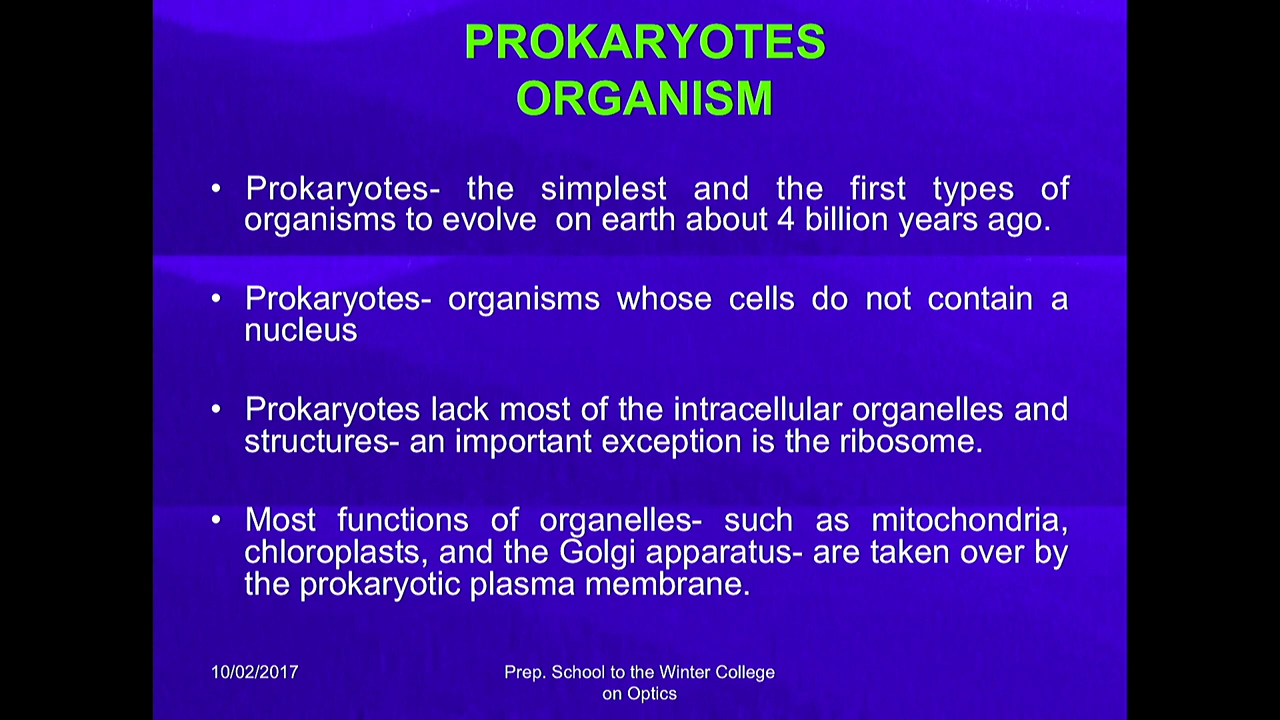 PROKARYOTES
ORGANISM
• Prokaryotes- the simplest and the first types of
organisms to evolve on earth about 4 billion years ago.
• Prokaryotes- organisms whose cells do not contain a
nucleus
• Prokaryotes lack most of the intracellular organelles and
structures- an important exception is the ribosome.
• Most functions of organelles- such as mitochondria,
chloroplasts, and the Golgi apparatus- are taken over by
the prokaryotic plasma membrane.
10/02/2017
Prep. School to the Winter College
on Optics